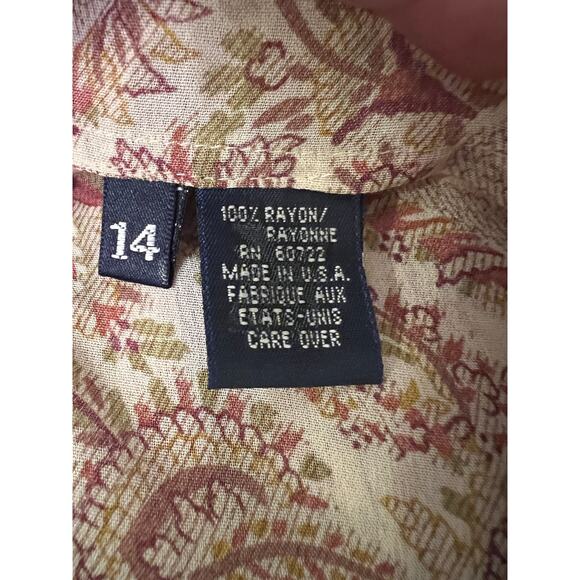 14
100% RAYON/
RAYONNE
RN 60722
MADE IN U.S.A.
FABRIQUE AUX
ETATS-UNIS
CARE OVER